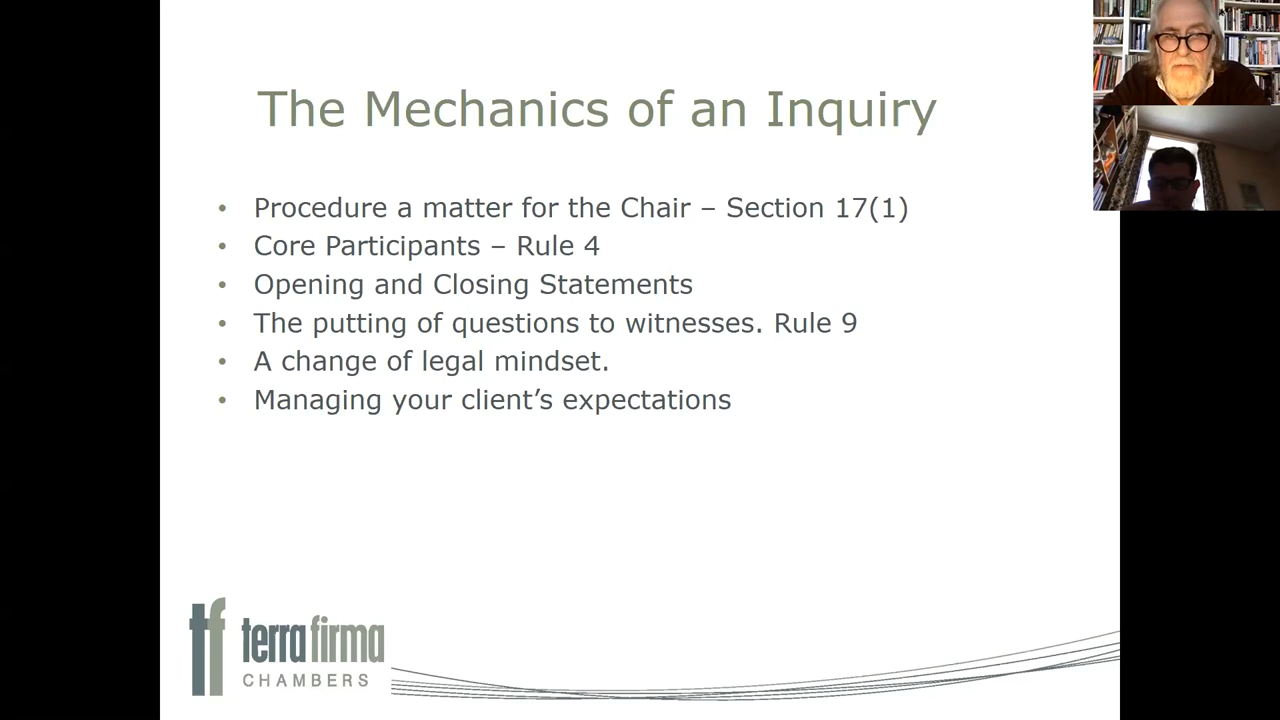 The Mechanics of an Inquiry
• Procedure a matter for the Chair – Section 17(1)
• Core Participants – Rule 4
• Opening and Closing Statements
• The putting of questions to witnesses. Rule 9
• A change of legal mindset.
• Managing your client’s expectations
tf
terra firma
CHAMBERS